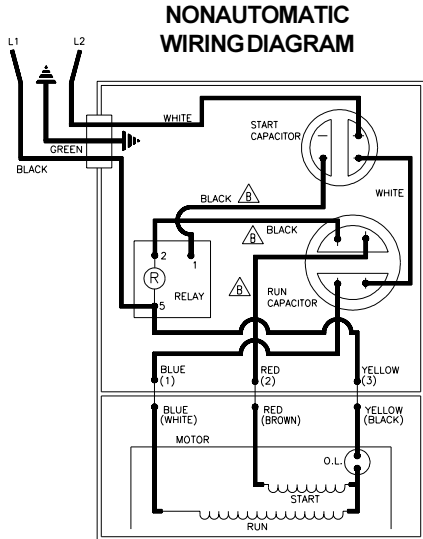 NONAUTOMATIC
WIRING DIAGRAM
L1
L2
WHITE
START
CAPACITOR
GREEN
BLACK
WHITE
BLACK
B
B
BLACK
2
1
R
RELAY
B
RUN
CAPACITOR
5
BLUE
(1)
RED
(2)
YELLOW
(3)
BLUE
(WHITE)
RED
(BROWN)
YELLOW
(BLACK)
MOTOR
O.L.
START
RUN